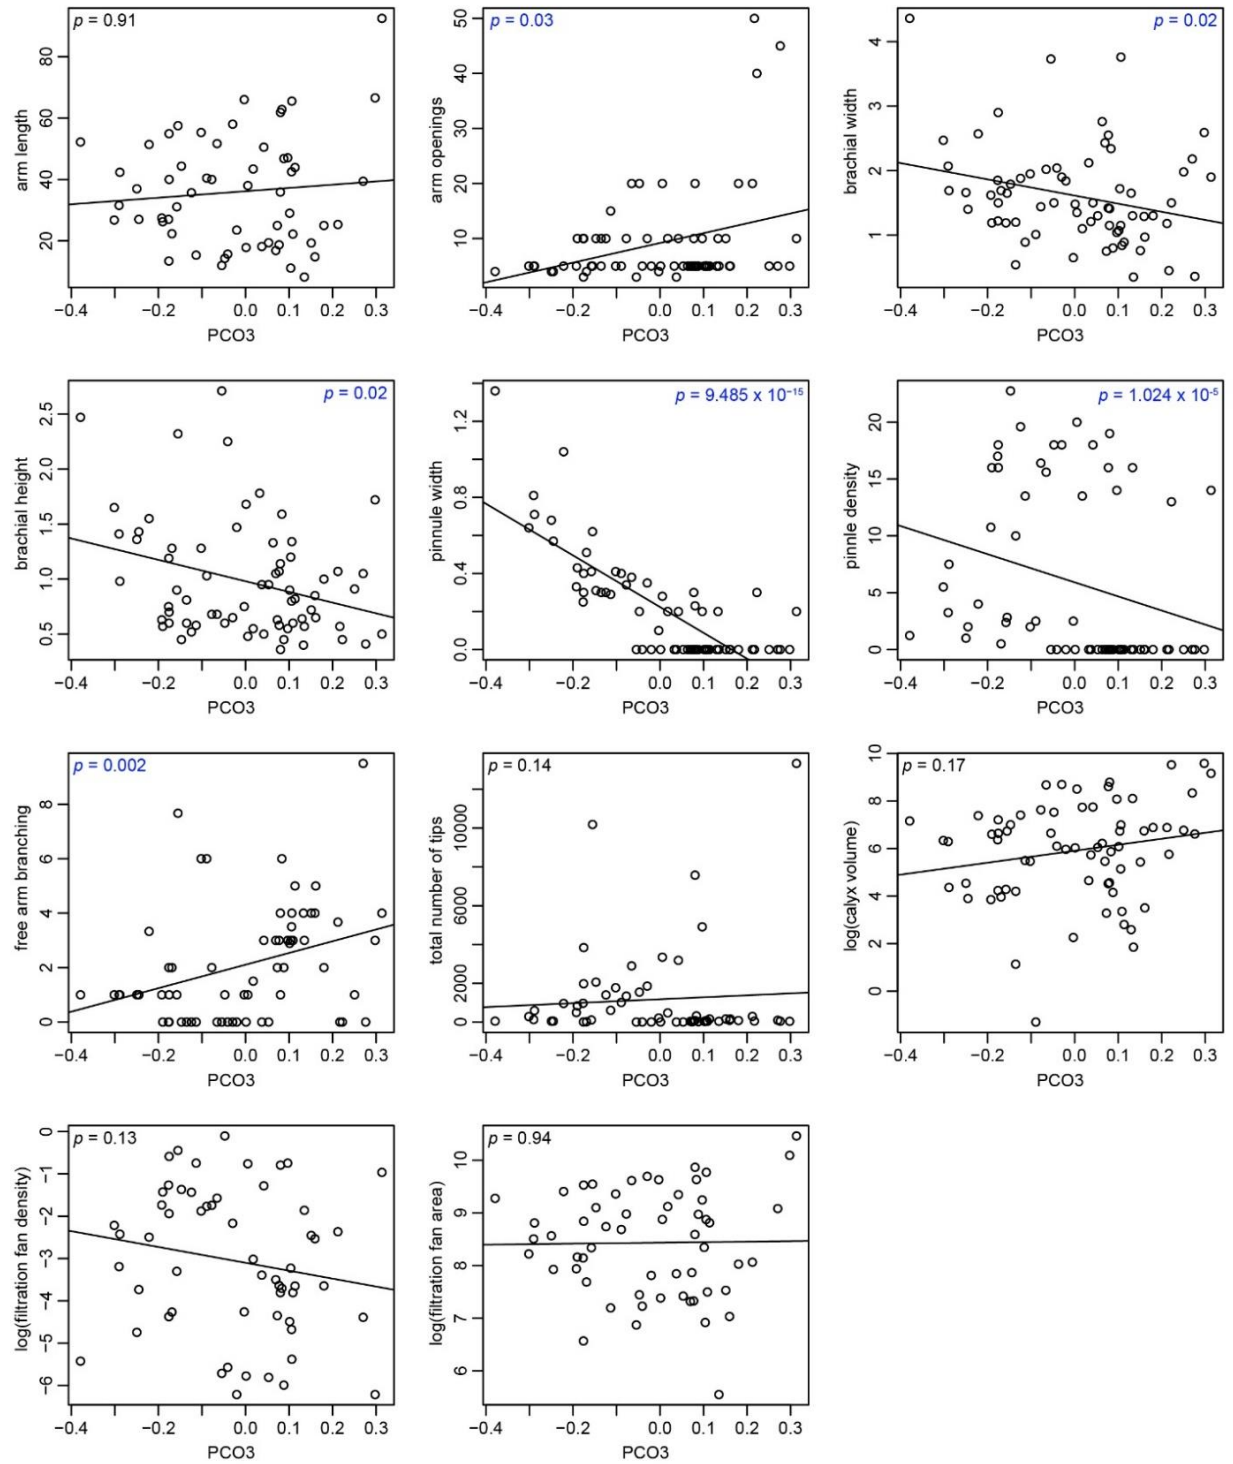 p = 0.91
arm length
20 40 60 80
−0.4 −0.2 0.0 0.1 0.2 0.3
PCO3
p = 0.03
arm openings
10 20 30 40 50
−0.4 −0.2 0.0 0.1 0.2 0.3
PCO3
p = 0.02
brachial width
1 2 3 4
−0.4 −0.2 0.0 0.1 0.2 0.3
PCO3
p = 0.02
brachial height
0.5 1.0 1.5 2.0 2.5
−0.4 −0.2 0.0 0.1 0.2 0.3
PCO3
p = 9.485 x 10⁻¹⁵
pinnule width
0.0 0.4 0.8 1.2
−0.4 −0.2 0.0 0.1 0.2 0.3
PCO3
p = 1.024 x 10⁻⁵
pinnle density
0 5 10 15 20
−0.4 −0.2 0.0 0.1 0.2 0.3
PCO3
p = 0.002
free arm branching
0 2 4 6 8
−0.4 −0.2 0.0 0.1 0.2 0.3
PCO3
p = 0.14
total number of tips
0 2000 6000 10000
−0.4 −0.2 0.0 0.1 0.2 0.3
PCO3
p = 0.17
log(calyx volume)
0 2 4 6 8 10
−0.4 −0.2 0.0 0.1 0.2 0.3
PCO3
p = 0.13
log(filtration fan density)
−6 −5 −4 −3 −2 −1 0
−0.4 −0.2 0.0 0.1 0.2 0.3
PCO3
p = 0.94
log(filtration fan area)
6 7 8 9 10
−0.4 −0.2 0.0 0.1 0.2 0.3
PCO3